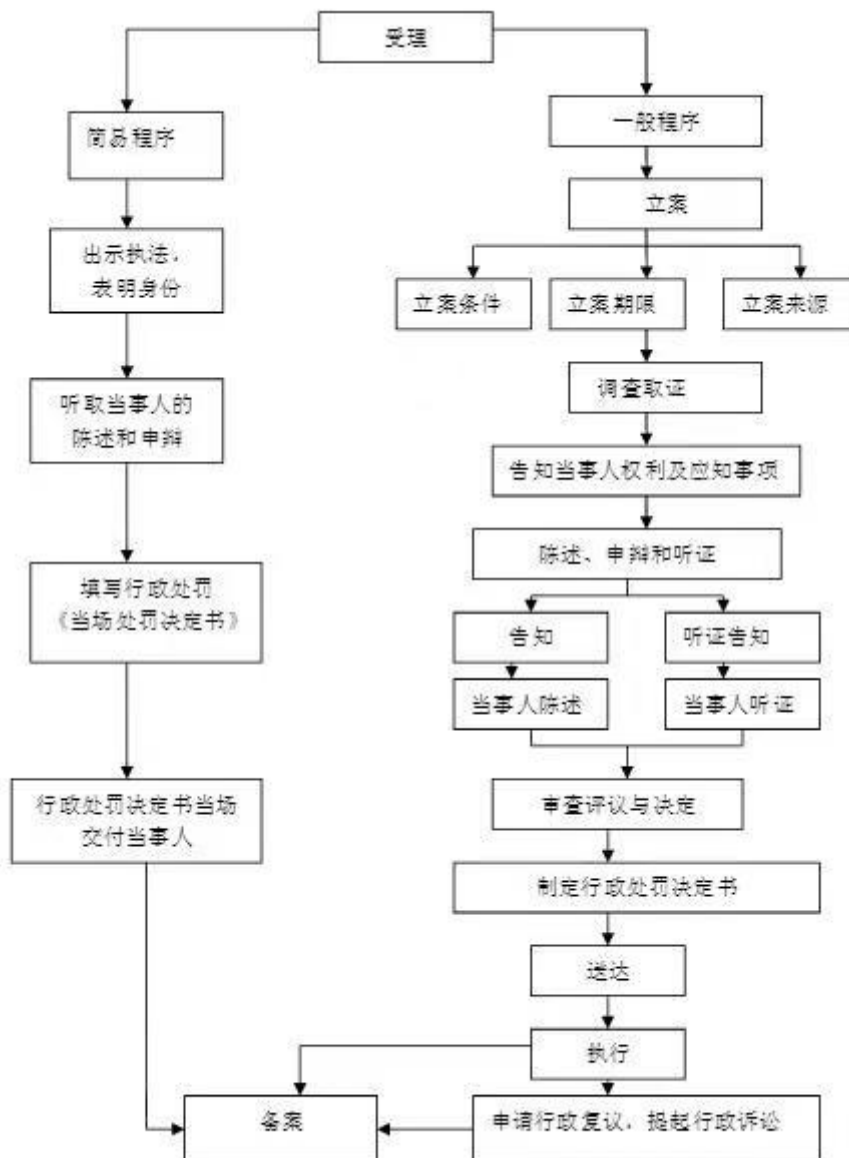 受理
简易程序
出示执法、
表明身份
听取当事人的
陈述和申辩
填写行政处罚
《当场处罚决定书》
行政处罚决定书当场
交付当事人
一般程序
立案
立案条件
立案期限
立案来源
调查取证
告知当事人权利及应知事项
陈述、申辩和听证
告知
听证告知
当事人陈述
当事人听证
审查评议与决定
制定行政处罚决定书
送达
执行
备案
申请行政复议、提起行政诉讼